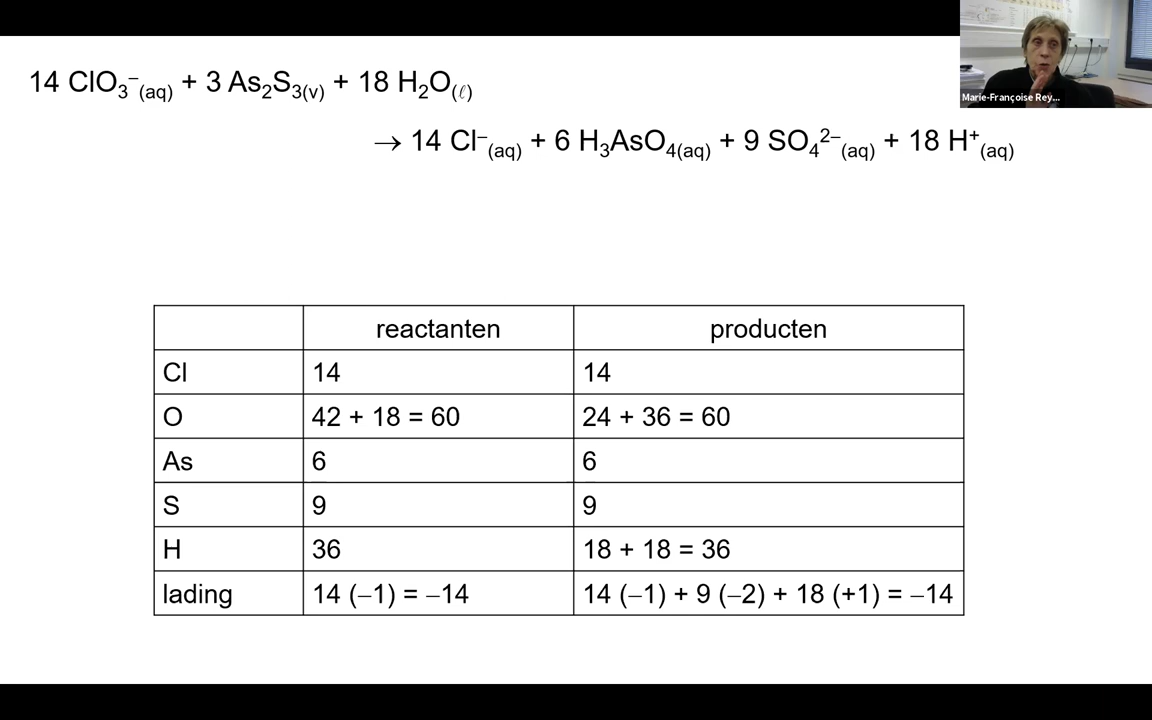 14 ClO₃⁻(aq) + 3 As₂S₃(v) + 18 H₂O(ℓ)
Marie-Françoise Rey...
→ 14 Cl⁻(aq) + 6 H₃AsO₄(aq) + 9 SO₄²⁻(aq) + 18 H⁺(aq)
reactanten producten
Cl 14 14
O 42 + 18 = 60 24 + 36 = 60
As 6 6
S 9 9
H 36 18 + 18 = 36
lading 14 (–1) = –14 14 (–1) + 9 (–2) + 18 (+1) = –14